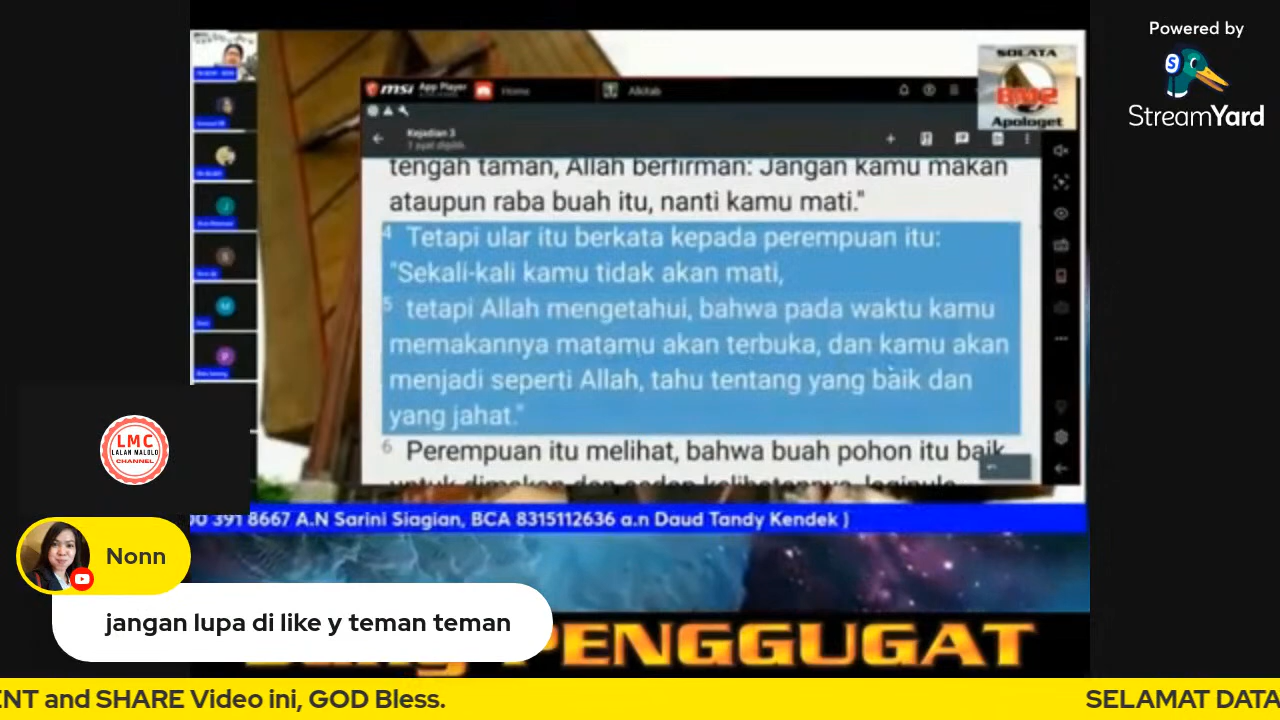 Powered by
StreamYard
SOLATA
Apologet
msi App Player
Home
Alkitab
Kejadian 3
tengah taman, Allah berfirman: Jangan kamu makan
ataupun raba buah itu, nanti kamu mati."
4 Tetapi ular itu berkata kepada perempuan itu:
"Sekali-kali kamu tidak akan mati,
5 tetapi Allah mengetahui, bahwa pada waktu kamu
memakannya matamu akan terbuka, dan kamu akan
menjadi seperti Allah, tahu tentang yang baik dan
yang jahat."
6 Perempuan itu melihat, bahwa buah pohon itu baik
LMC
LALAN MALOLO
CHANNEL
391 8667 A.N Sarini Siagian, BCA 8315112636 a.n Daud Tandy Kendek )
Nonn
jangan lupa di like y teman teman
PENGGUGAT
ENT and SHARE Video ini, GOD Bless.
SELAMAT DATA